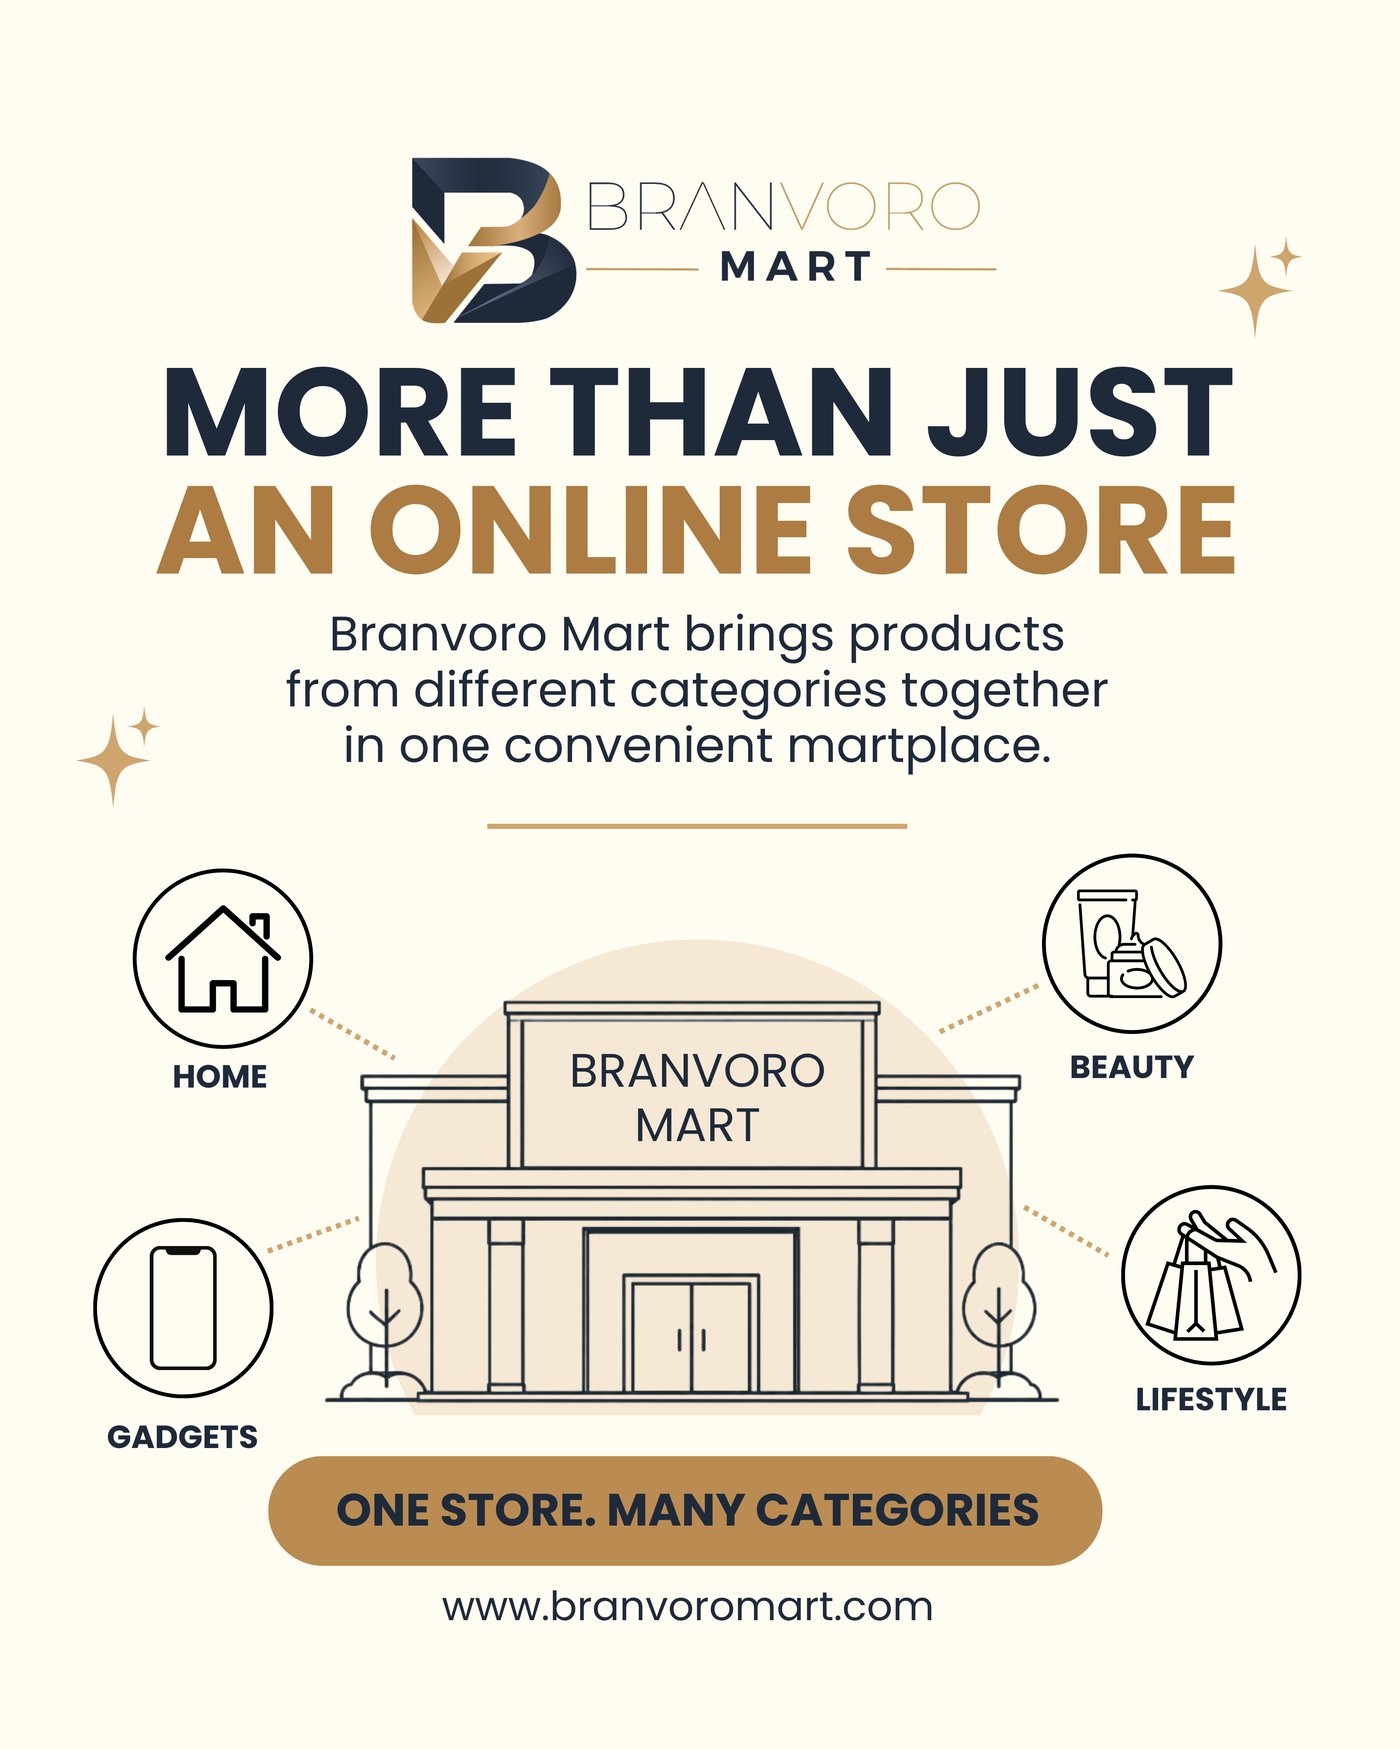 BRANVORO
MART
MORE THAN JUST
AN ONLINE STORE
Branvoro Mart brings products
from different categories together
in one convenient martplace.
HOME
BEAUTY
BRANVORO
MART
GADGETS
LIFESTYLE
ONE STORE. MANY CATEGORIES
www.branvoromart.com